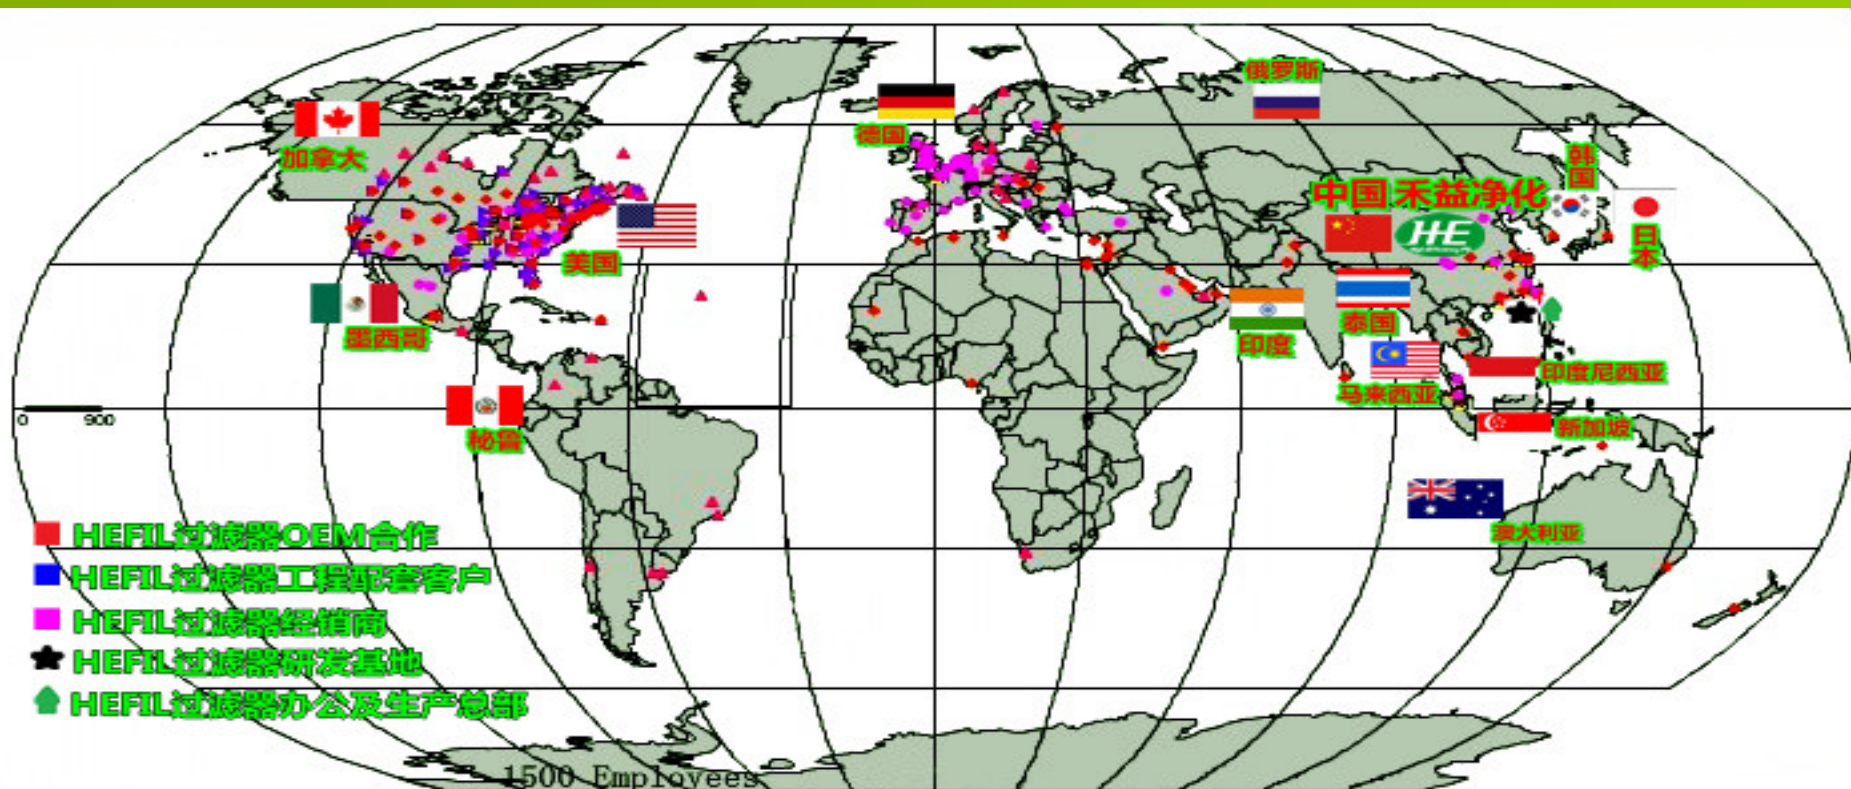 俄罗斯
德国
加拿大
韩国
中国 禾益净化
HE
日本
美国
墨西哥
泰国
印度
印度尼西亚
马来西亚
秘鲁
新加坡
0 900
澳大利亚
HEFIL过滤器OEM合作
HEFIL过滤器工程配套客户
HEFIL过滤器经销商
HEFIL过滤器研发基地
HEFIL过滤器办公及生产总部
1500 Employees